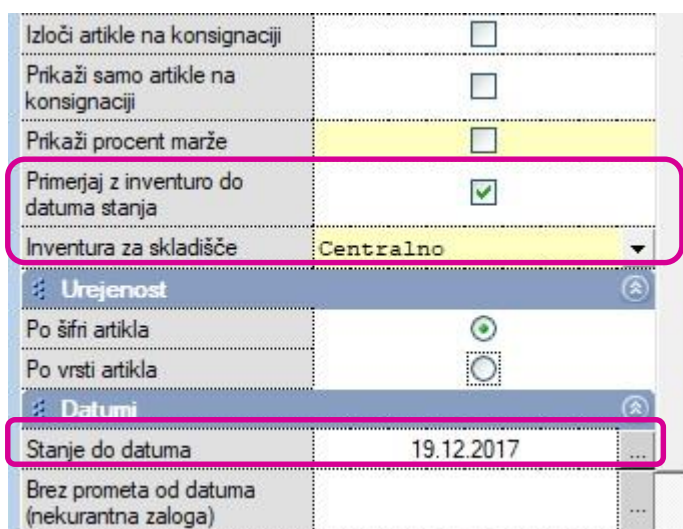 Izloči artikle na konsignaciji
Prikaži samo artikle na
konsignaciji
Prikaži procent marže
Primerjaj z inventuro do
datuma stanja
Inventura za skladišče Centralno
Urejenost
Po šifri artikla
Po vrsti artikla
Datumi
Stanje do datuma 19.12.2017 ...
Brez prometa od datuma
(nekurantna zaloga) ...